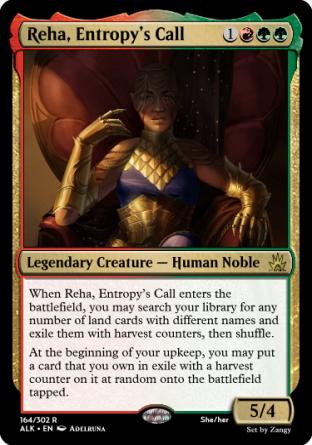 Reha, Entropy's Call 1
Legendary Creature — Human Noble
When Reha, Entropy's Call enters the
battlefield, you may search your library for any
number of land cards with different names and
exile them with harvest counters, then shuffle.
At the beginning of your upkeep, you may put
a card that you own in exile with a harvest
counter on it at random onto the battlefield
tapped.
5/4
164/302 R She/her Set by Zangy
ALK • EN ADELRUNA